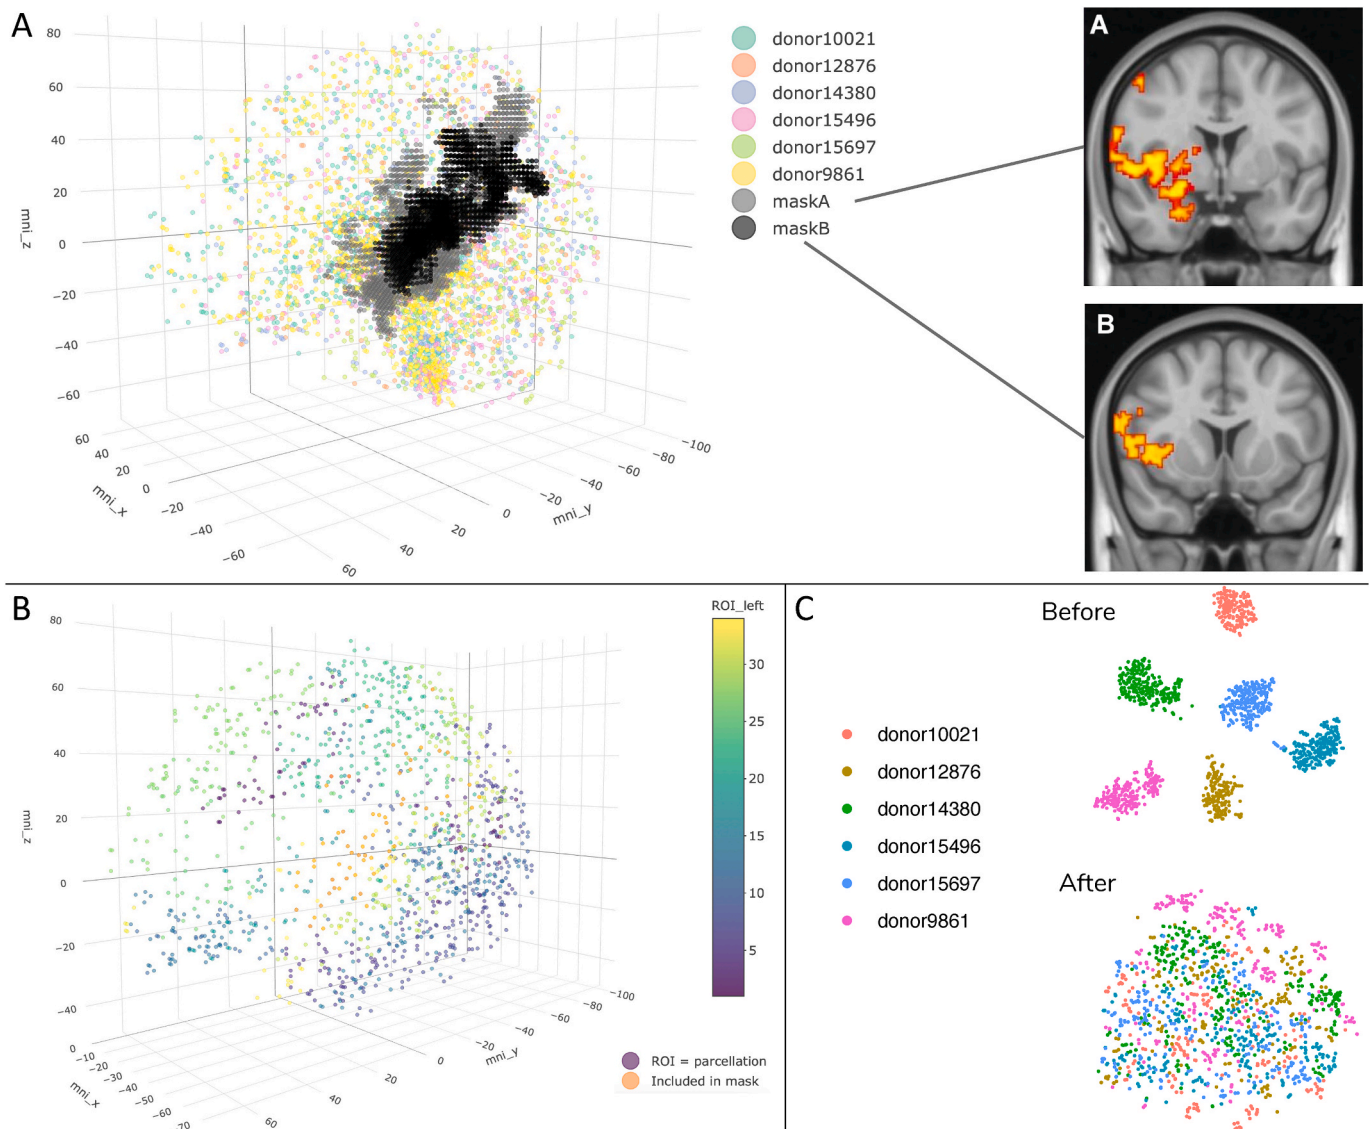 A
80
60
40
20
0
−20
−40
−60
mni_z
60
40
20
0
−20
−40
−60
mni_x
60
40
20
0
−20
−40
−60
−80
−100
mni_y
donor10021
donor12876
donor14380
donor15496
donor15697
donor9861
maskA
maskB
A
B
B
80
60
40
20
0
−20
−40
mni_z
0
−10
−20
−30
−40
−50
−60
−70
mni_x
60
40
20
0
−20
−40
−60
−80
−100
mni_y
ROI_left
30
25
20
15
10
5
ROI = parcellation
Included in mask
C
Before
donor10021
donor12876
donor14380
donor15496
donor15697
donor9861
After